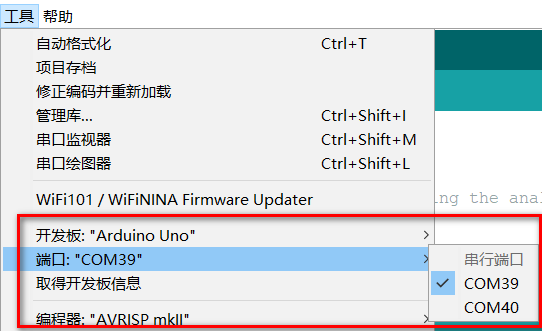 工具 帮助
自动格式化 Ctrl+T
项目存档
修正编码并重新加载
管理库... Ctrl+Shift+I
串口监视器 Ctrl+Shift+M
串口绘图器 Ctrl+Shift+L
WiFi101 / WiFiNINA Firmware Updater
ing the anal
开发板: "Arduino Uno"
端口: "COM39"
串行端口
取得开发板信息
COM39
COM40
编程器: "AVRISP mkII"